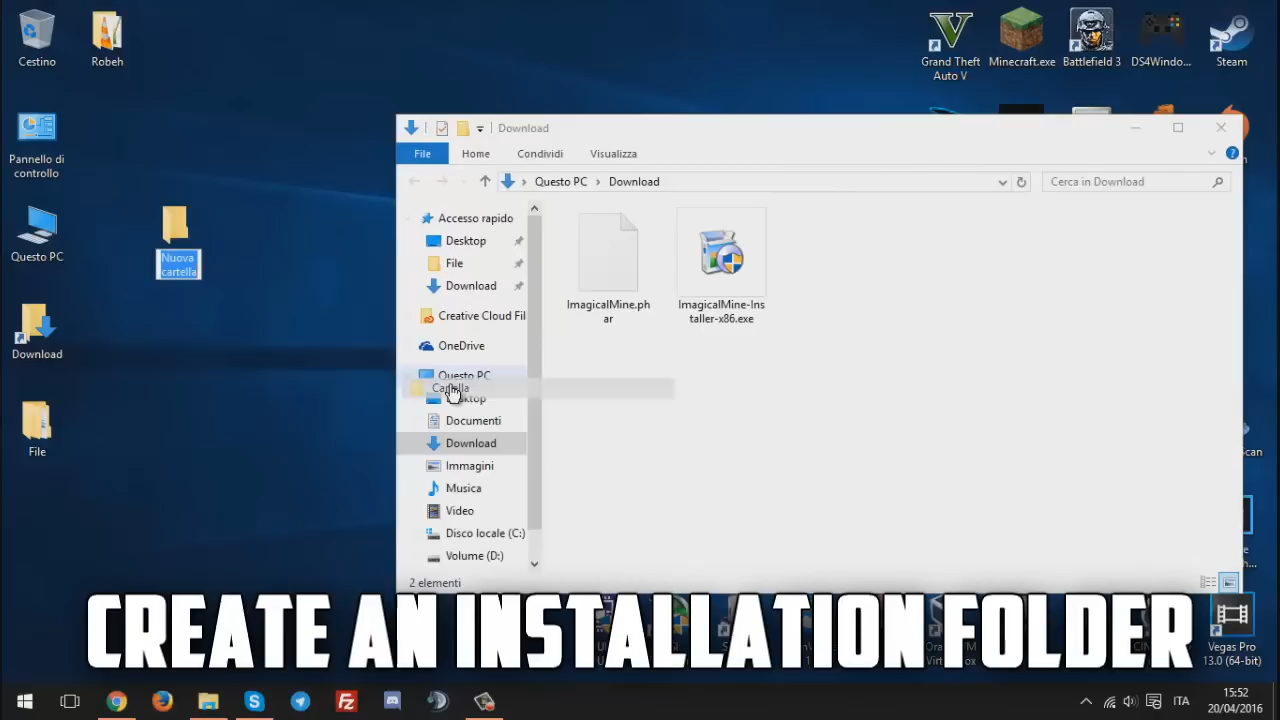 Cestino
Robeh
Grand Theft
Auto V
Minecraft.exe
Battlefield 3
DS4Windo...
Steam
Pannello di
controllo
Questo PC
Download
File
Nuova
cartella
Download
File
Home
Condividi
Visualizza
Questo PC
Download
Cerca in Download
Accesso rapido
Desktop
File
Download
Creative Cloud Fil
OneDrive
Questo PC
Cartella
Desktop
Documenti
Download
Immagini
Musica
Video
Disco locale (C:)
Volume (D:)
ImagicalMine.ph
ar
ImagicalMine-Ins
taller-x86.exe
2 elementi
CREATE AN INSTALLATION FOLDER
Vegas Pro
13.0 (64-bit)
ITA
15:52
20/04/2016